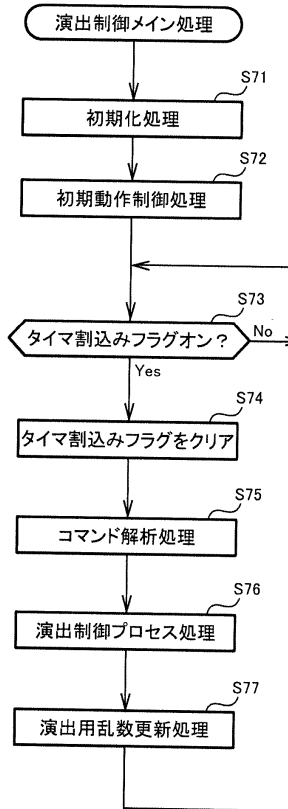 演出制御メイン処理
S71
初期化処理
S72
初期動作制御処理
S73
タイマ割込みフラグオン？
No
Yes
S74
タイマ割込みフラグをクリア
S75
コマンド解析処理
S76
演出制御プロセス処理
S77
演出用乱数更新処理